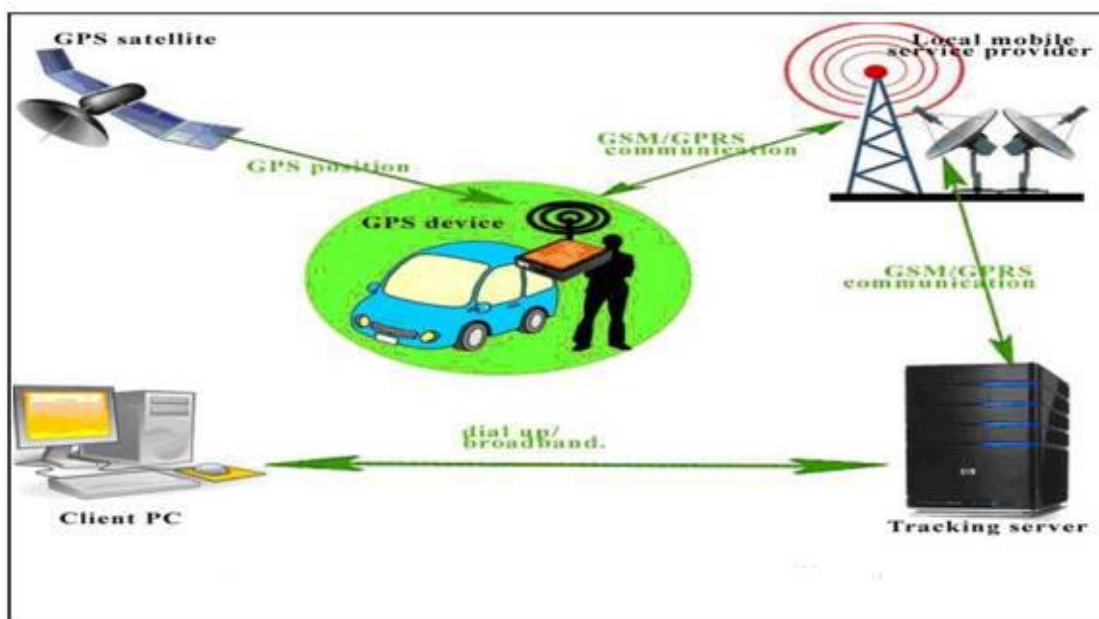 GPS satellite
Local mobile
service provider
GSM/GPRS
communication
GPS position
GPS device
GSM/GPRS
communication
dial up/
broadband.
Client PC
Tracking server